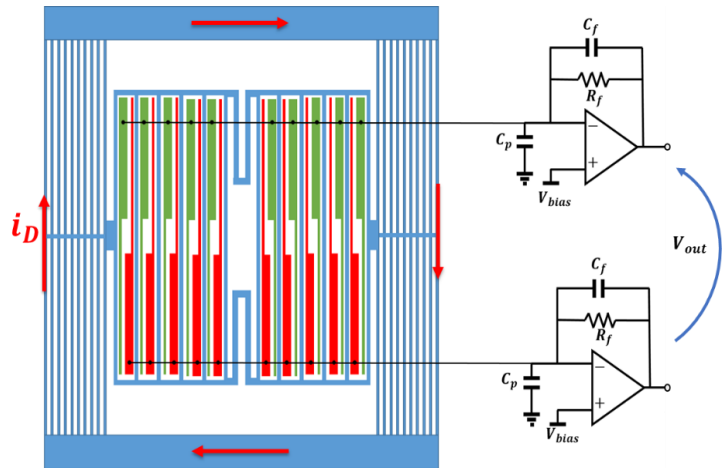 C_f
R_f
C_p
−
+
V_bias
i_D
V_out
C_f
R_f
C_p
−
+
V_bias